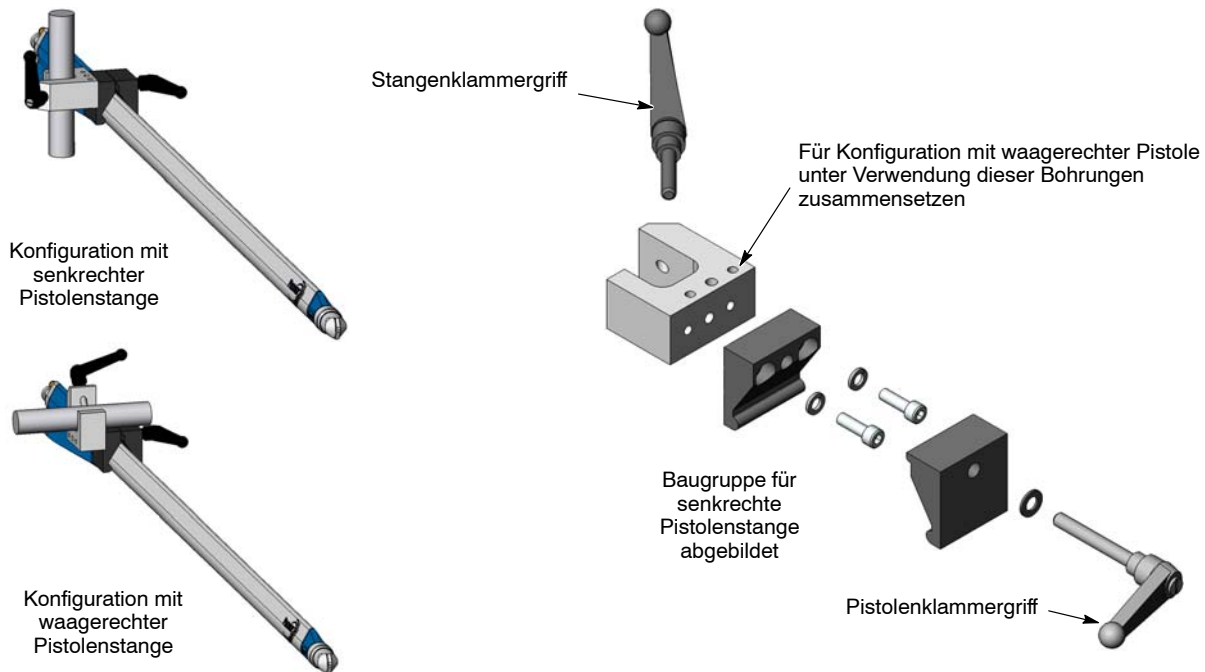 Stangenklammergriff
Für Konfiguration mit waagerechter Pistole
unter Verwendung dieser Bohrungen
zusammensetzen
Konfiguration mit
senkrechter
Pistolenstange
Baugruppe für
senkrechte
Pistolenstange
abgebildet
Konfiguration mit
waagerechter
Pistolenstange
Pistolenklammergriff